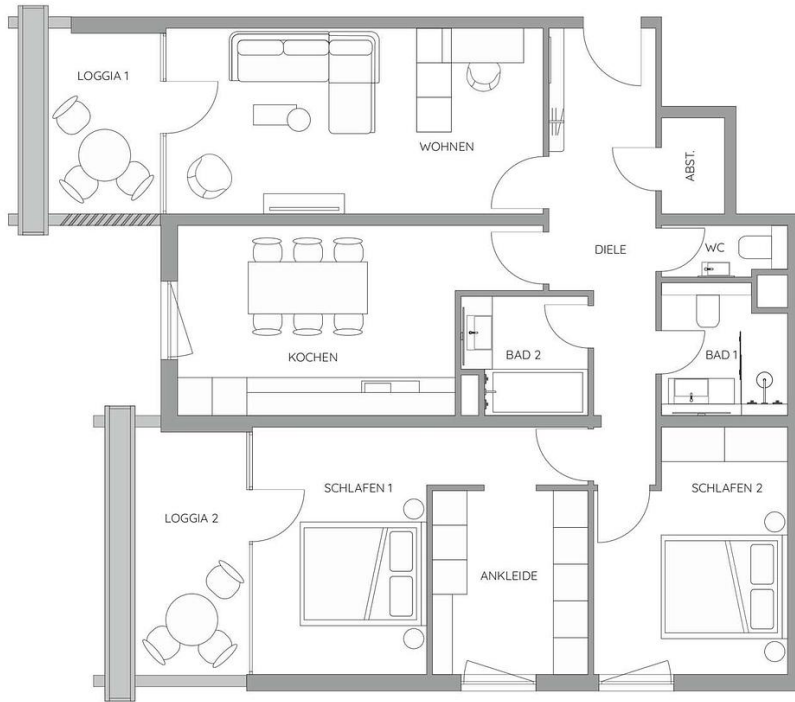 LOGGIA 1
WOHNEN
ABST.
DIELE
WC
KOCHEN
BAD 2
BAD 1
SCHLAFEN 1
SCHLAFEN 2
LOGGIA 2
ANKLEIDE